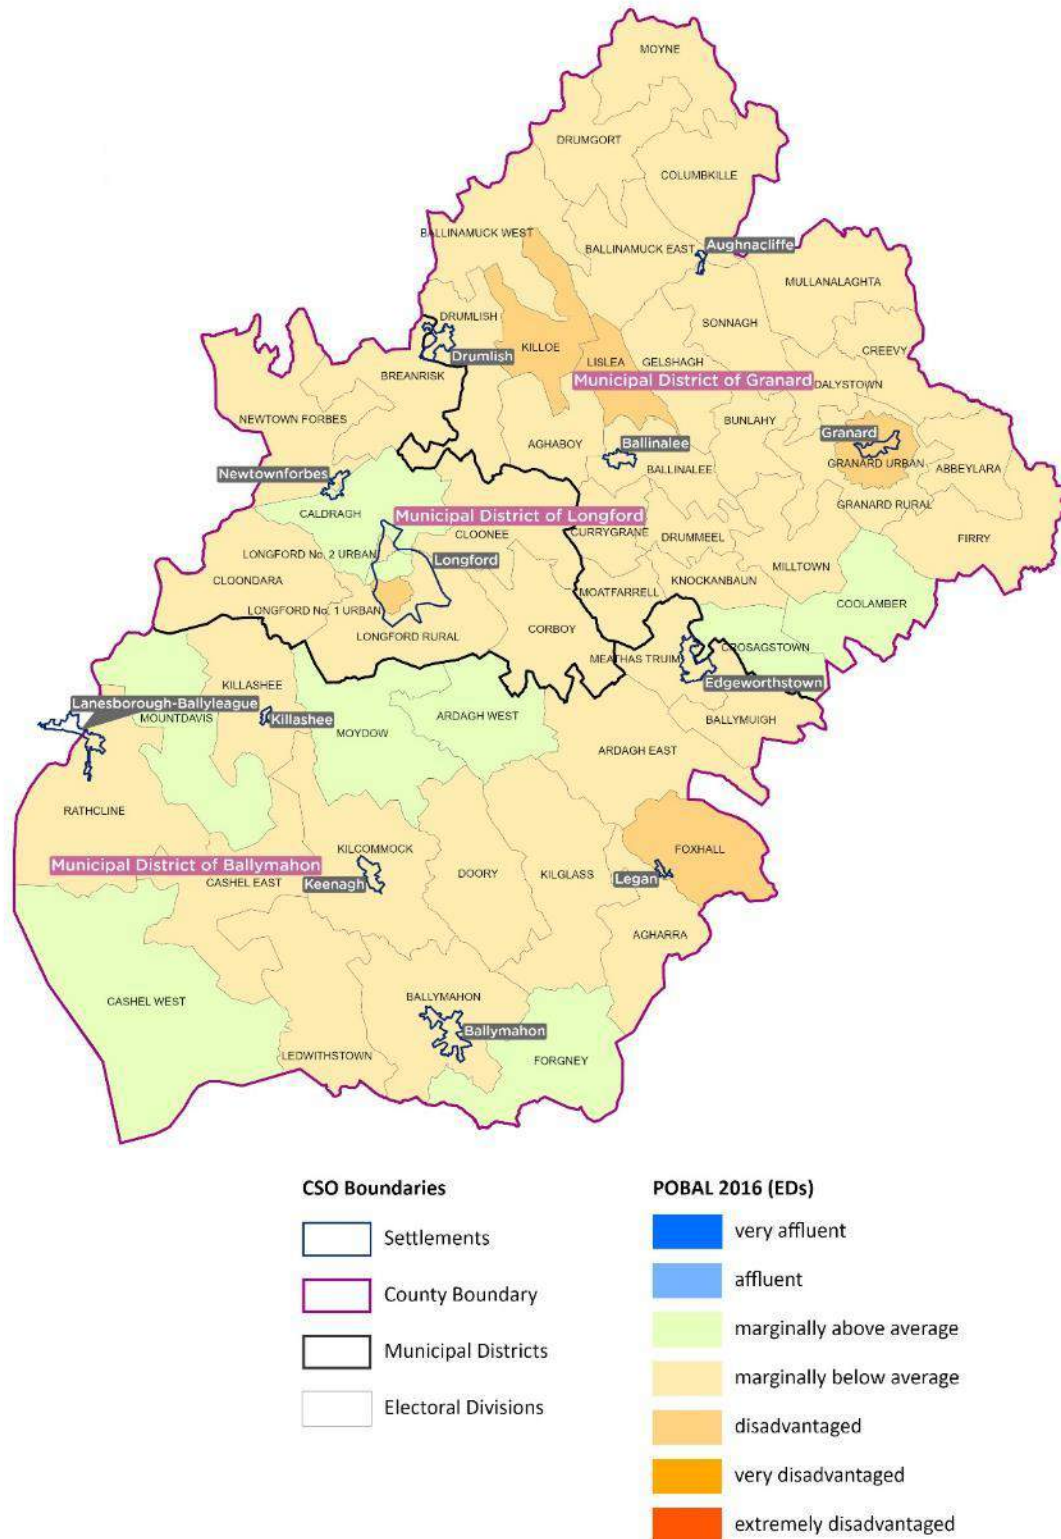 MOYNE
DRUMGORT
COLUMBKILLE
BALLINAMUCK WEST
BALLINAMUCK EAST
Aughnacliffe
MULLANALAGHTA
DRUMLISH
SONNAGH
Drumlish
KILLOE
LISLEA
GELSHAGH
CREEVY
BREANRISK
Municipal District of Granard
DALYSTOWN
NEWTOWN FORBES
BUNLAHY
Granard
AGHABOY
Ballinalee
GRANARD URBAN
ABBEYLARA
Newtownforbes
BALLINALEE
GRANARD RURAL
CALDRAGH
Municipal District of Longford
CLOONEE
CURRYGRANE
DRUMMEEL
FIRRY
LONGFORD No. 2 URBAN
Longford
MILLTOWN
CLOONDARA
KNOCKANBAUN
MOATFARRELL
COOLAMBER
LONGFORD No. 1 URBAN
LONGFORD RURAL
CORBOY
CROSAGSTOWN
MEATHAS TRUIM
Edgeworthstown
KILLASHEE
Lanesborough-Ballyleague
MOUNTDAVIS
Killashee
ARDAGH WEST
BALLYMUIGH
MOYDOW
ARDAGH EAST
RATHCLINE
KILCOMMOCK
FOXHALL
Municipal District of Ballymahon
CASHEL EAST
Keenagh
DOORY
KILGLASS
Legan
AGHARRA
CASHEL WEST
BALLYMAHON
Ballymahon
LEDWITHSTOWN
FORGNEY
CSO Boundaries
Settlements
County Boundary
Municipal Districts
Electoral Divisions
POBAL 2016 (EDs)
very affluent
affluent
marginally above average
marginally below average
disadvantaged
very disadvantaged
extremely disadvantaged